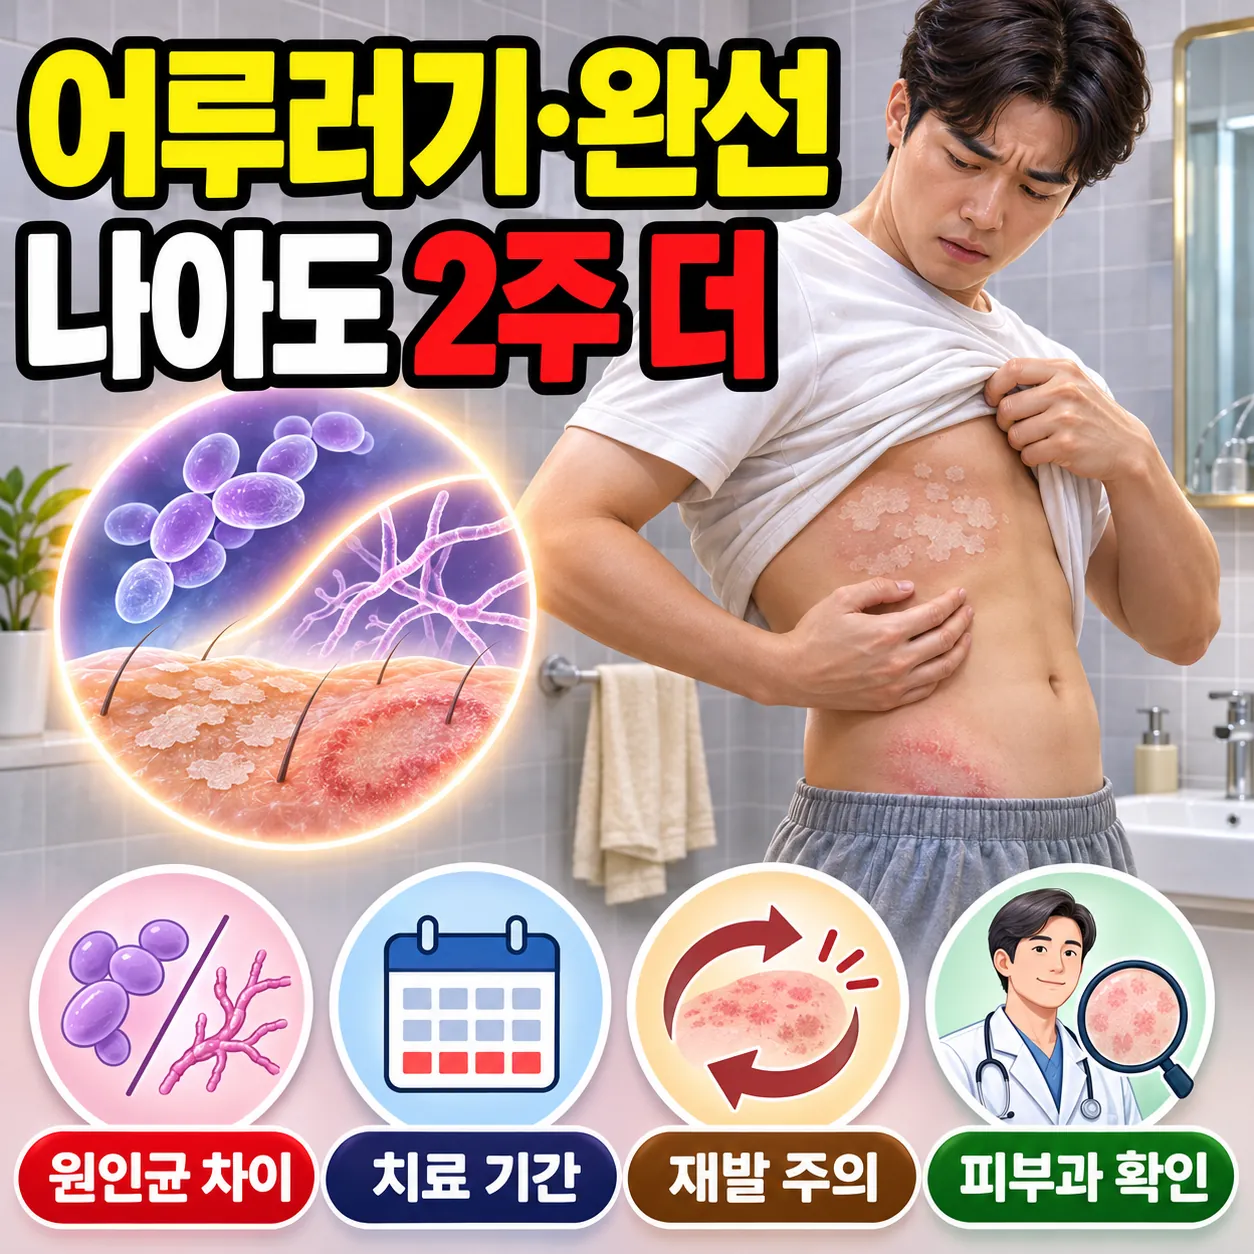 어루러기·완선
나아도 2주 더
원인균 차이
치료 기간
재발 주의
피부과 확인